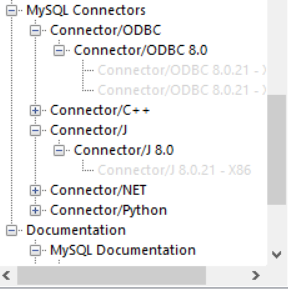 MySQL Connectors
Connector/ODBC
Connector/ODBC 8.0
Connector/ODBC 8.0.21 -
Connector/ODBC 8.0.21 -
Connector/C++
Connector/J
Connector/J 8.0
Connector/J 8.0.21 - X86
Connector/NET
Connector/Python
Documentation
MySQL Documentation